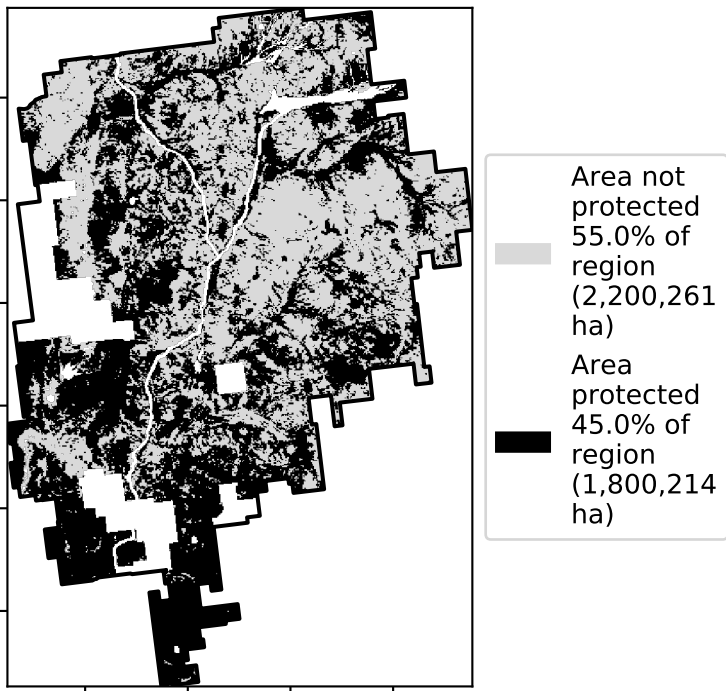 Area not
protected
55.0% of
region
(2,200,261
ha)
Area
protected
45.0% of
region
(1,800,214
ha)